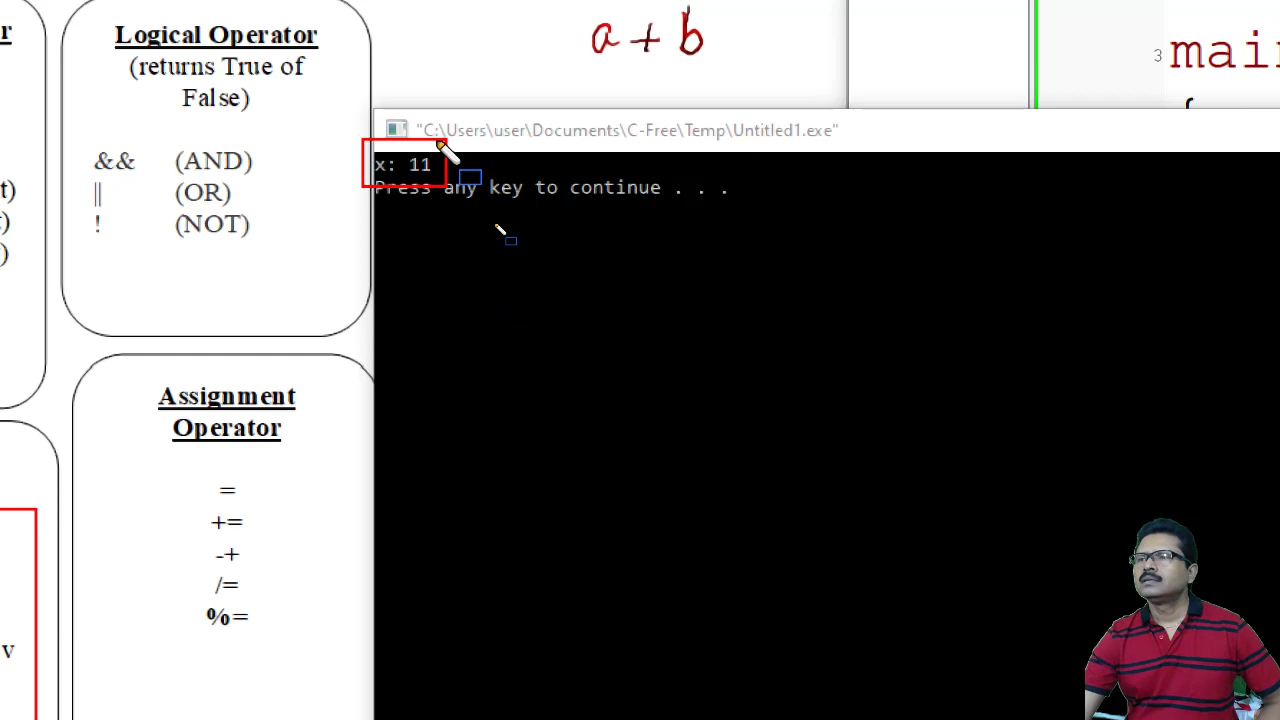 r
Logical Operator
(returns True of
False)
&& (AND)
|| (OR)
! (NOT)
t)
t)
)
a + b
3 main
{
"C:\Users\user\Documents\C-Free\Temp\Untitled1.exe"
x: 11
Press any key to continue . . .
Assignment
Operator
=
+=
-+
/=
%=
v